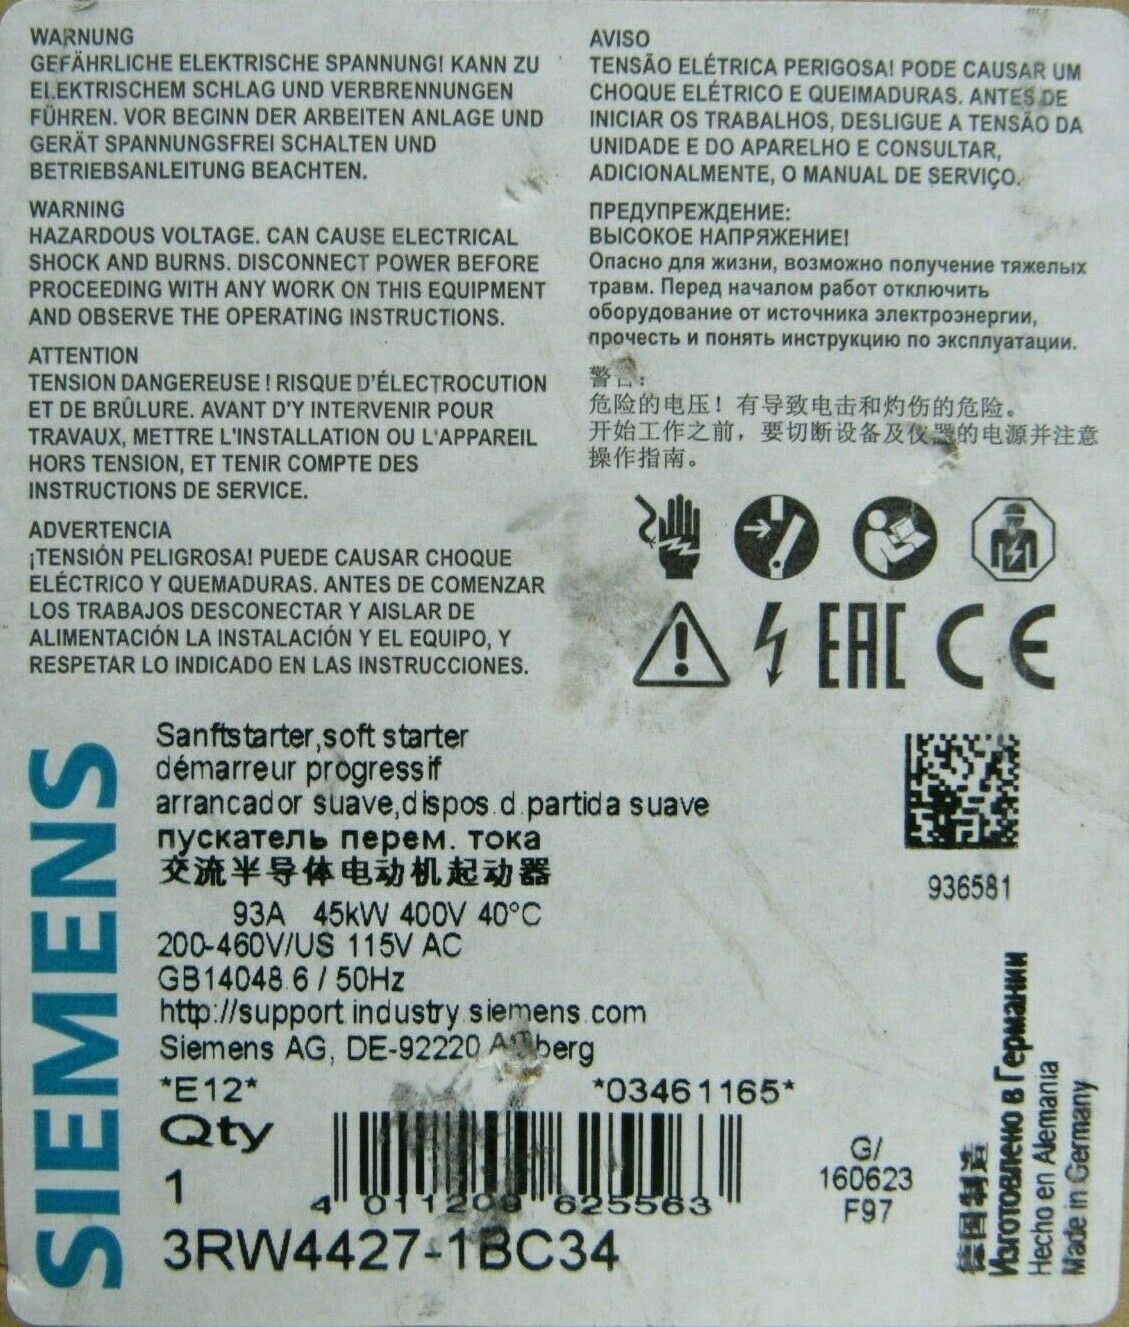 WARNUNG
GEFÄHRLICHE ELEKTRISCHE SPANNUNG! KANN ZU
ELEKTRISCHEM SCHLAG UND VERBRENNUNGEN
FÜHREN. VOR BEGINN DER ARBEITEN ANLAGE UND
GERÄT SPANNUNGSFREI SCHALTEN UND
BETRIEBSANLEITUNG BEACHTEN.
WARNING
HAZARDOUS VOLTAGE. CAN CAUSE ELECTRICAL
SHOCK AND BURNS. DISCONNECT POWER BEFORE
PROCEEDING WITH ANY WORK ON THIS EQUIPMENT
AND OBSERVE THE OPERATING INSTRUCTIONS.
ATTENTION
TENSION DANGEREUSE ! RISQUE D'ÉLECTROCUTION
ET DE BRÛLURE. AVANT D'Y INTERVENIR POUR
TRAVAUX, METTRE L'INSTALLATION OU L'APPAREIL
HORS TENSION, ET TENIR COMPTE DES
INSTRUCTIONS DE SERVICE.
ADVERTENCIA
¡TENSIÓN PELIGROSA! PUEDE CAUSAR CHOQUE
ELÉCTRICO Y QUEMADURAS. ANTES DE COMENZAR
LOS TRABAJOS DESCONECTAR Y AISLAR DE
ALIMENTACIÓN LA INSTALACIÓN Y EL EQUIPO, Y
RESPETAR LO INDICADO EN LAS INSTRUCCIONES.
AVISO
TENSÃO ELÉTRICA PERIGOSA! PODE CAUSAR UM
CHOQUE ELÉTRICO E QUEIMADURAS. ANTES DE
INICIAR OS TRABALHOS, DESLIGUE A TENSÃO DA
UNIDADE E DO APARELHO E CONSULTAR,
ADICIONALMENTE, O MANUAL DE SERVIÇO.
ПРЕДУПРЕЖДЕНИЕ:
ВЫСОКОЕ НАПРЯЖЕНИЕ!
Опасно для жизни, возможно получение тяжелых
травм. Перед началом работ отключить
оборудование от источника электроэнергии,
прочесть и понять инструкцию по эксплуатации.
警告:
危险的电压！有导致电击和灼伤的危险。
开始工作之前，要切断设备及仪器的电源并注意
操作指南。
EAC CE
SIEMENS
Sanftstarter,soft starter
démarreur progressif
arrancador suave,dispos.d.partida suave
пускатель перем. тока
交流半导体电动机起动器
93A 45kW 400V 40°C
200-460V/US 115V AC
GB14048.6 / 50Hz
http://support.industry.siemens.com
Siemens AG, DE-92220 Amberg
*E12* *03461165*
Qty
1
4 011209 625563
3RW4427-1BC34
936581
G/
160623
F97
德国制造
Изготовлено в Германии
Hecho en Alemania
Made in Germany